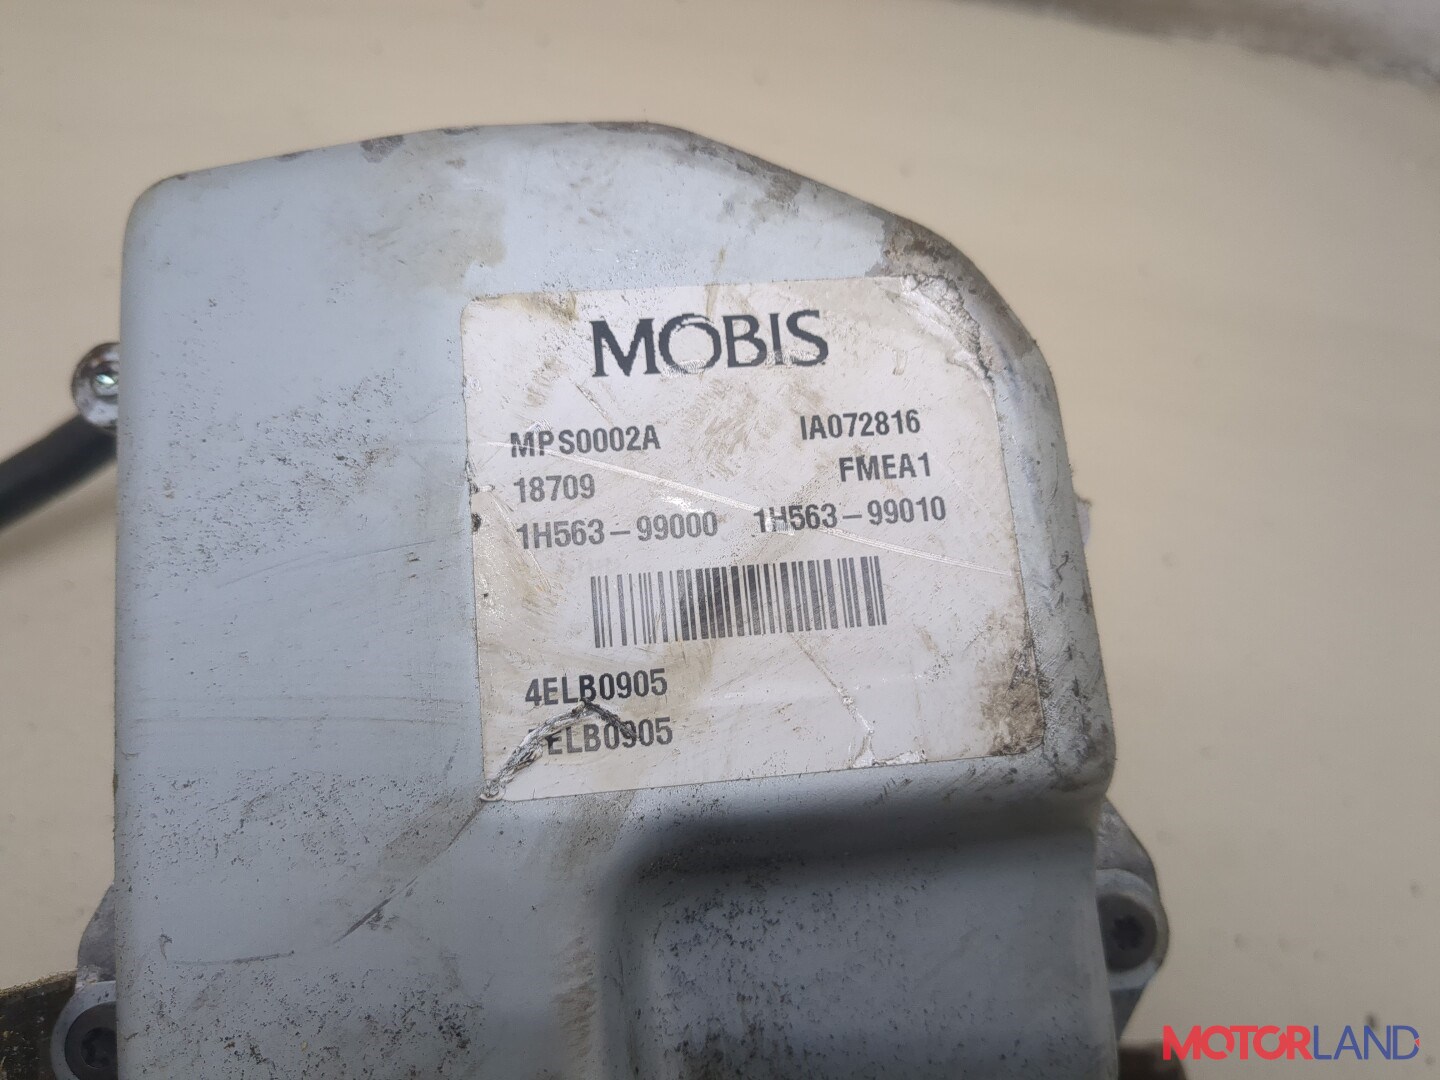 MOBIS
MPS0002A IA072816
18709 FMEA1
1H563-99000 1H563-99010
4ELB0905
ELB0905
MOTORLAND